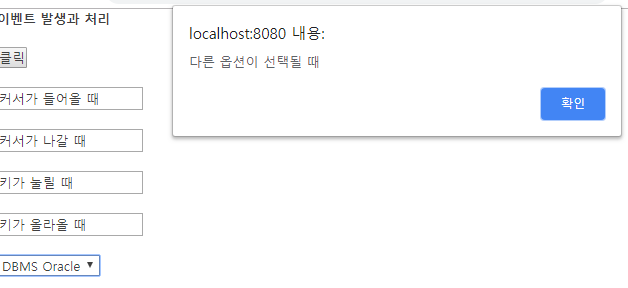 이벤트 발생과 처리
localhost:8080 내용:
다른 옵션이 선택될 때
확인
클릭
커서가 들어올 때
커서가 나갈 때
키가 눌릴 때
키가 올라올 때
DBMS Oracle